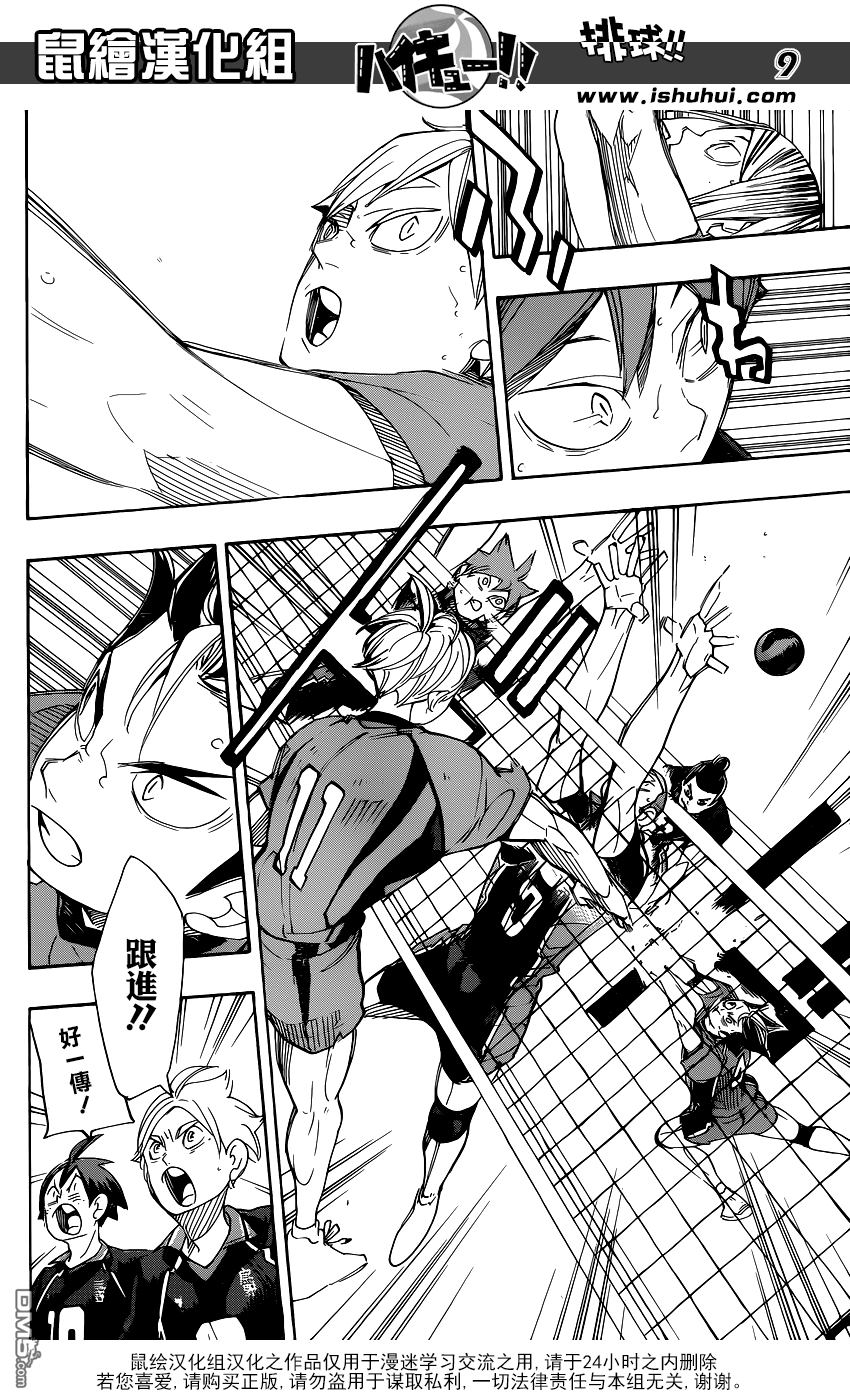 鼠繪漢化組
ハイキュー!!
排球!!
9
www.ishuhui.com
11
跟進!!
好一傳!
鼠绘汉化组汉化之作品仅用于漫迷学习交流之用, 请于24小时之内删除
若您喜爱, 请购买正版, 请勿盗用于谋取私利, 一切法律责任与本组无关, 谢谢。